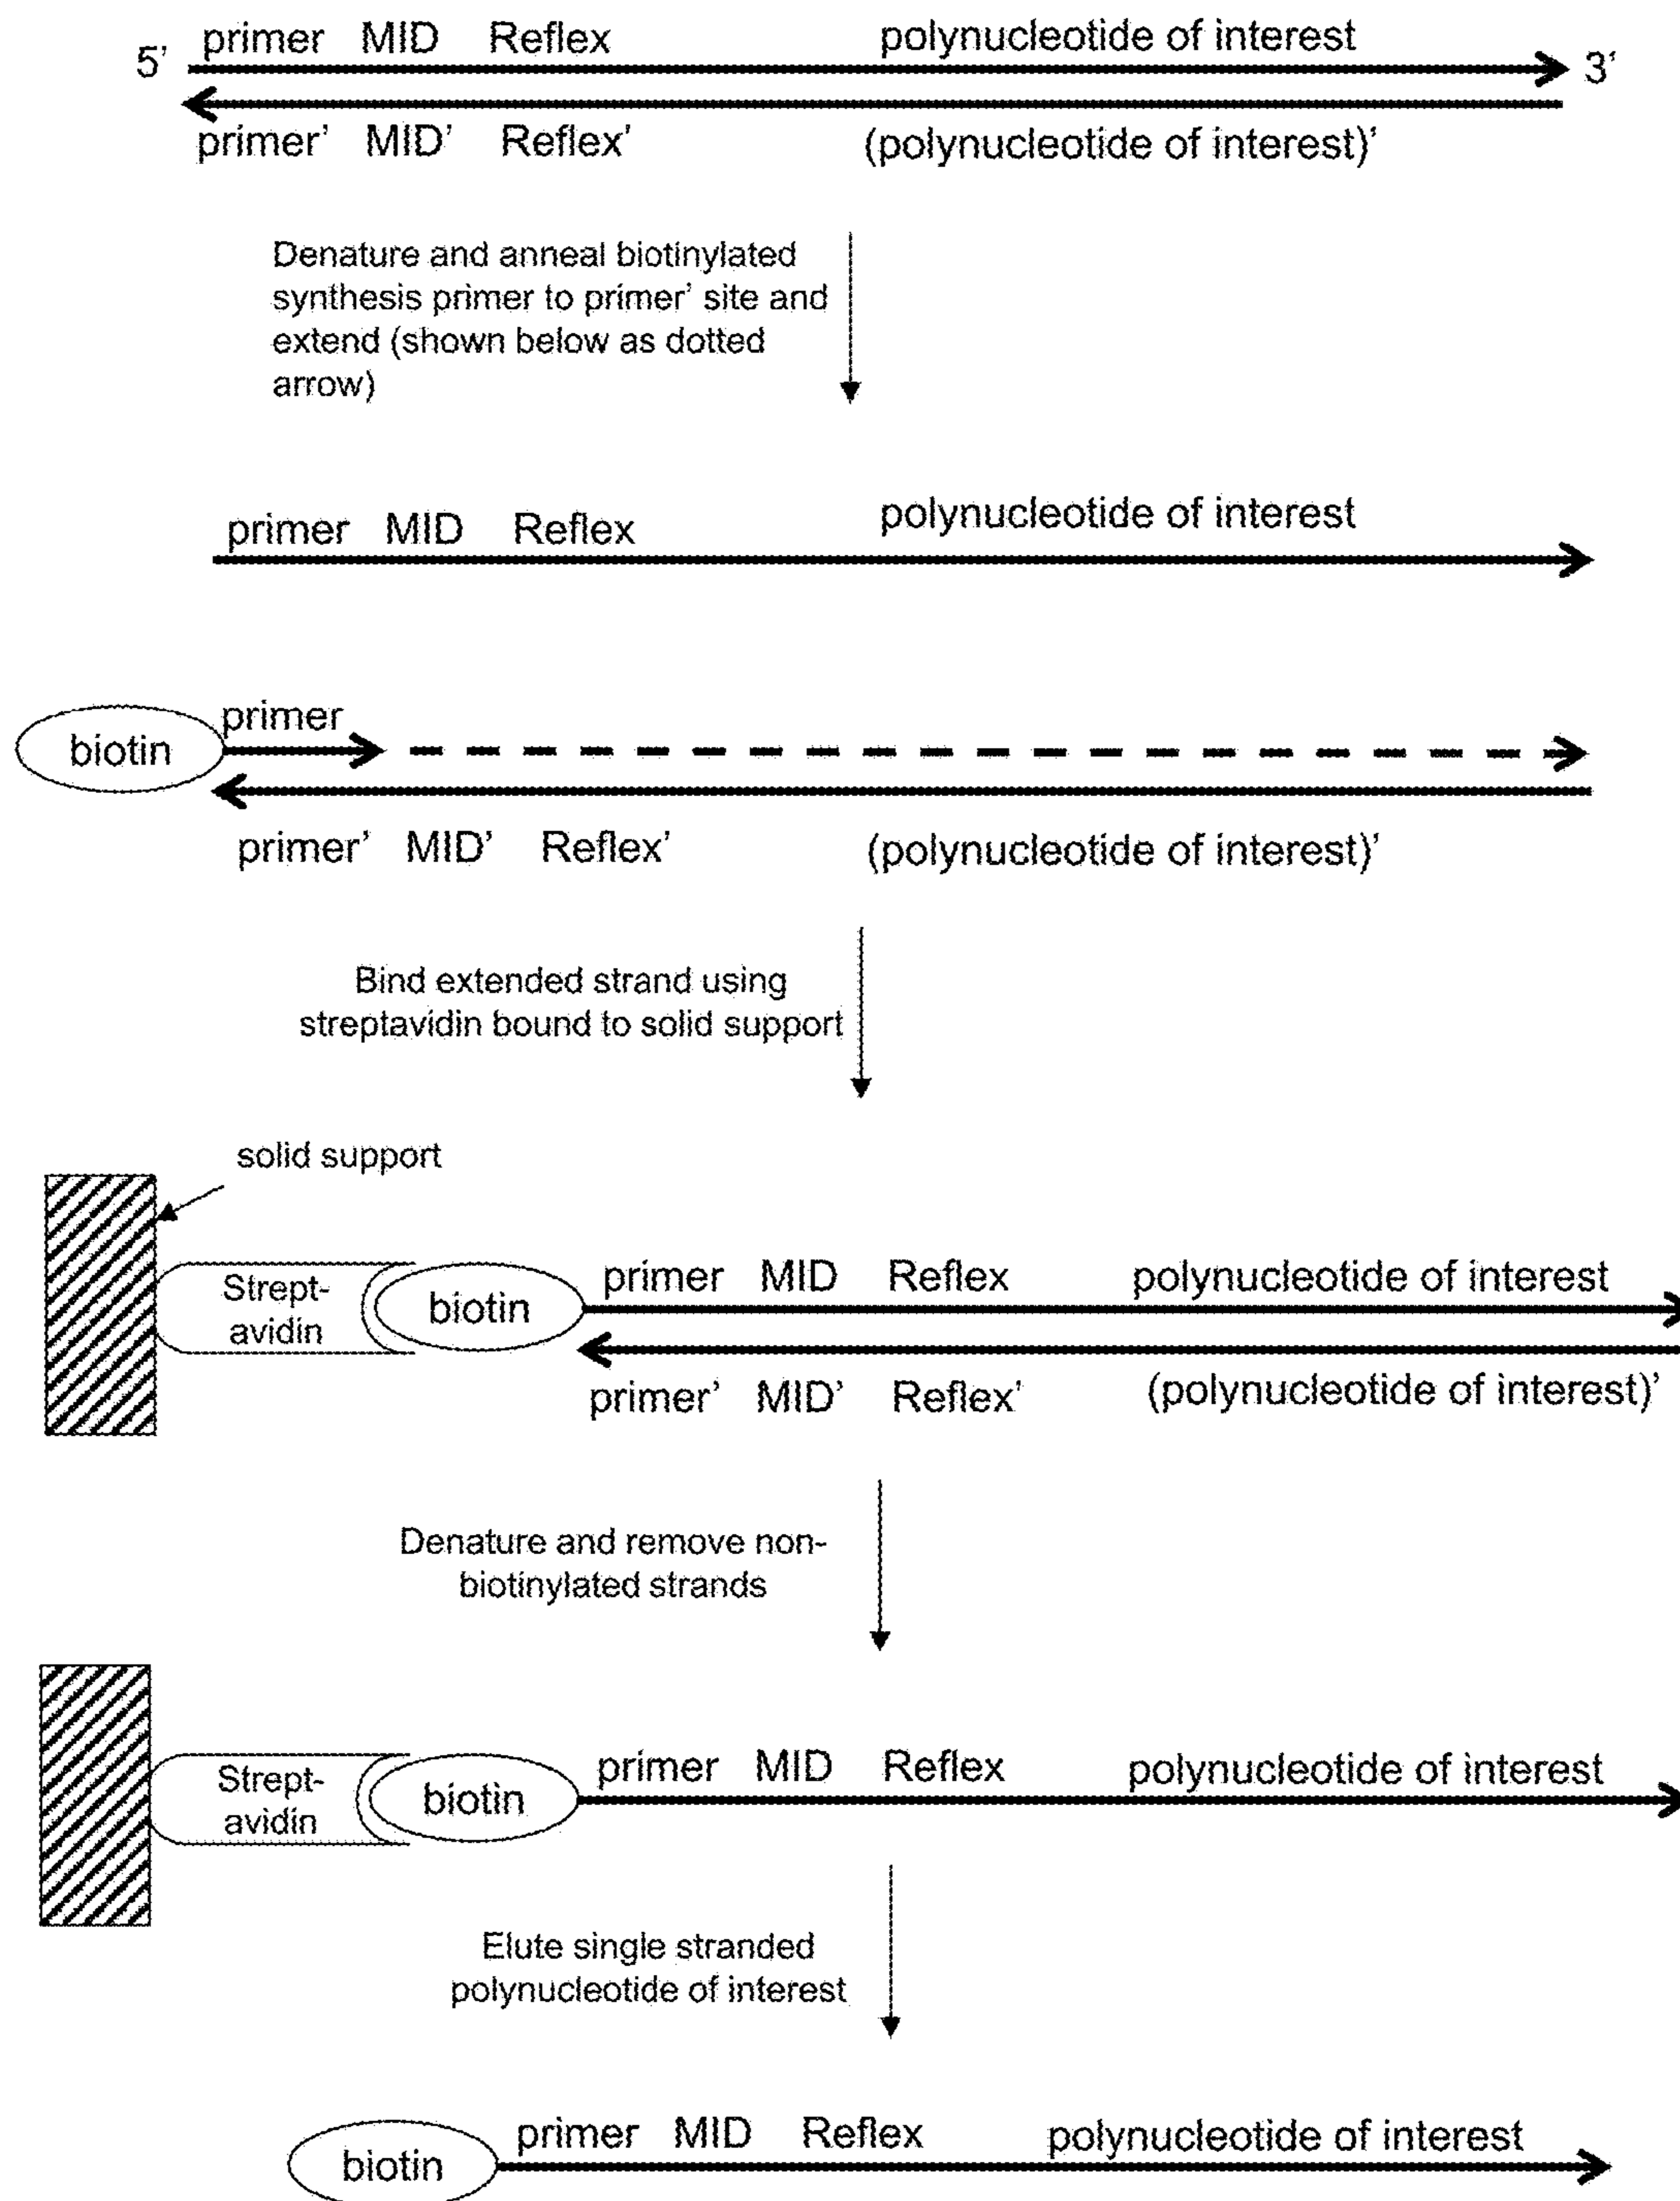 primer MID Reflex polynucleotide of interest
5’ 3’
primer’ MID’ Reflex’ (polynucleotide of interest)’
Denature and anneal biotinylated
synthesis primer to primer’ site and
extend (shown below as dotted
arrow)
primer MID Reflex polynucleotide of interest
primer
biotin
primer’ MID’ Reflex’ (polynucleotide of interest)’
Bind extended strand using
streptavidin bound to solid support
solid support
primer MID Reflex polynucleotide of interest
Strept-
avidin
biotin
primer’ MID’ Reflex’ (polynucleotide of interest)’
Denature and remove non-
biotinylated strands
primer MID Reflex polynucleotide of interest
Strept-
avidin
biotin
Elute single stranded
polynucleotide of interest
primer MID Reflex polynucleotide of interest
biotin